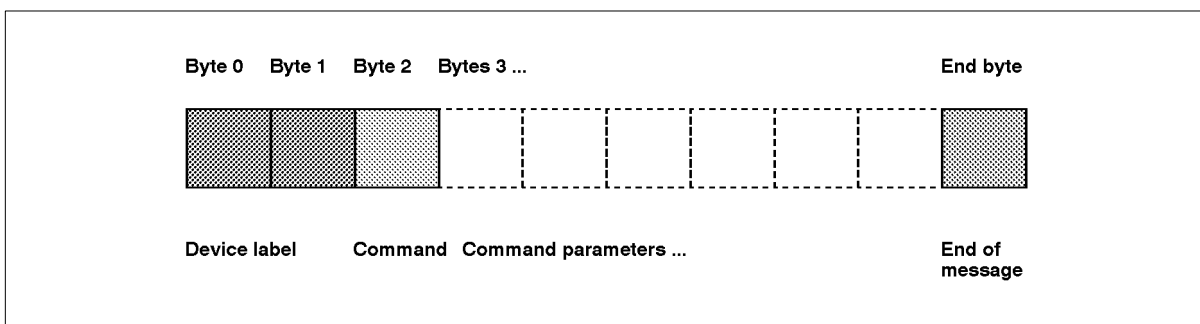 Byte 0 Byte 1 Byte 2 Bytes 3 ... End byte
Device label Command Command parameters ... End of
message